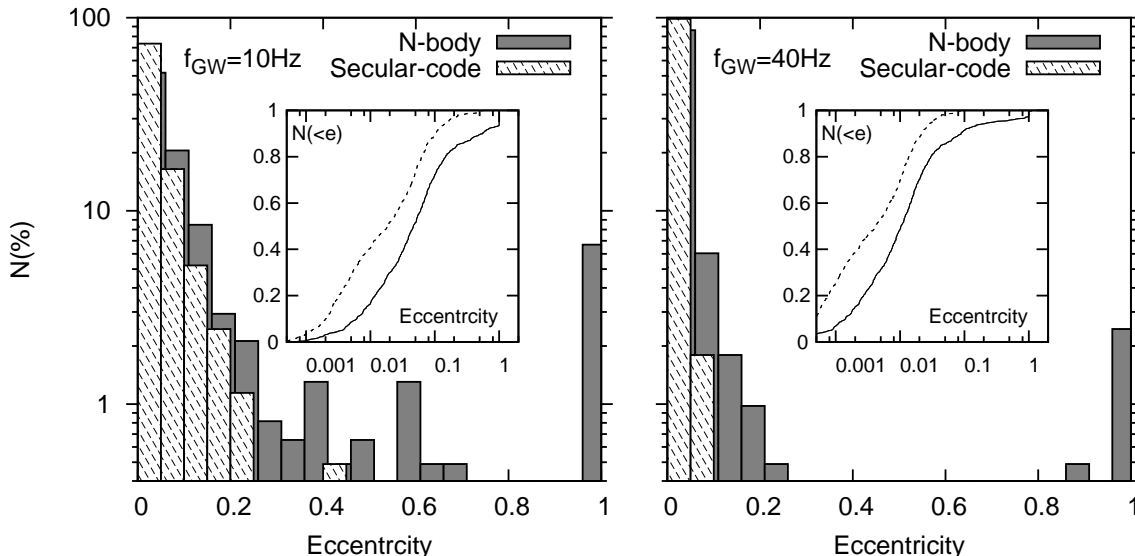 N(%)
100
10
1
f_GW=10Hz
N-body
Secular-code
1
0.8
0.6
0.4
0.2
0
N(<e)
Eccentrcity
0.001 0.01 0.1 1
0 0.2 0.4 0.6 0.8 1
Eccentrcity
f_GW=40Hz
N-body
Secular-code
1
0.8
0.6
0.4
0.2
0
N(<e)
Eccentrcity
0.001 0.01 0.1 1
0 0.2 0.4 0.6 0.8 1
Eccentrcity